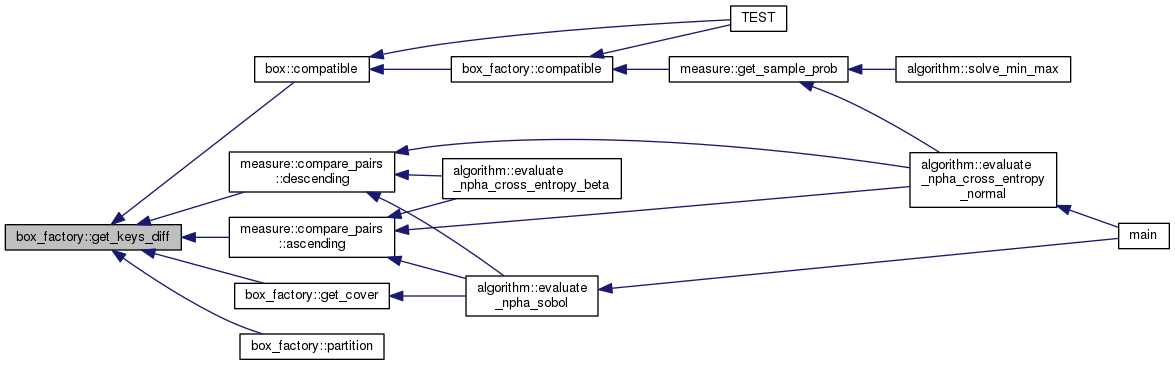 TEST
box::compatible
box_factory::compatible
measure::get_sample_prob
algorithm::solve_min_max
measure::compare_pairs
::descending
algorithm::evaluate
_npha_cross_entropy_beta
algorithm::evaluate
_npha_cross_entropy
_normal
box_factory::get_keys_diff
measure::compare_pairs
::ascending
main
box_factory::get_cover
algorithm::evaluate
_npha_sobol
box_factory::partition